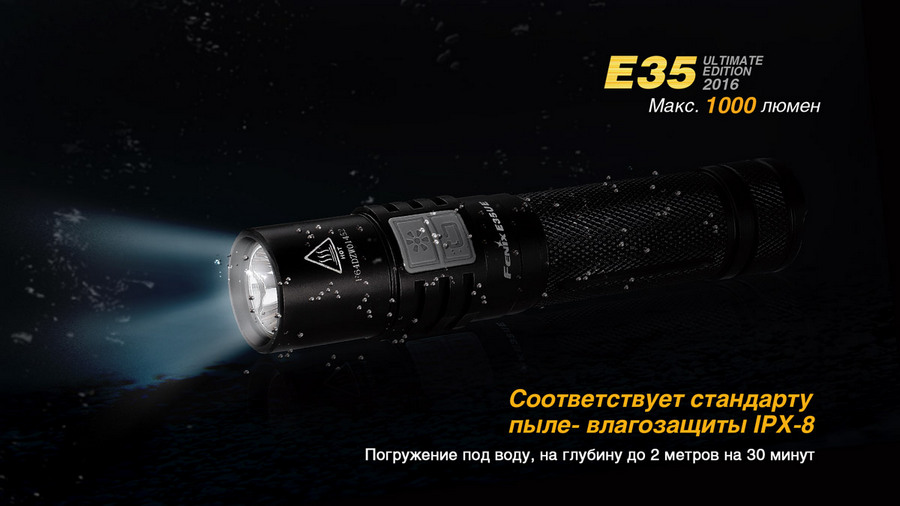 E35 ULTIMATE
EDITION
2016
Макс. 1000 люмен
HOT
FENIX E35UE
Соответствует стандарту
пыле- влагозащиты IPX-8
Погружение под воду, на глубину до 2 метров на 30 минут